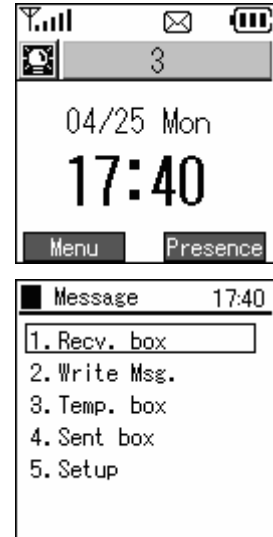 3
04/25 Mon
17:40
Menu Presence
Message 17:40
1. Recv. box
2. Write Msg.
3. Temp. box
4. Sent box
5. Setup